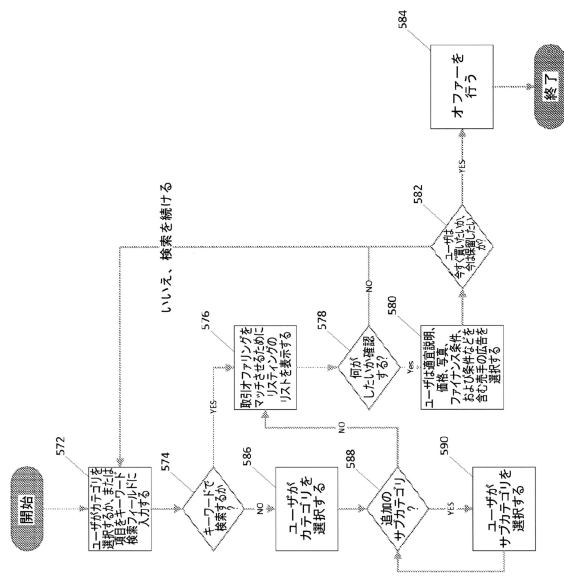 開始
572
ユーザがカテゴリを
選択するか、または
項目をキーワード
検索フィールドに
入力する
574
キーワードで
検索するか
?
YES
NO
576
取引オファリングを
マッチさせるために
リスティングの
リストを表示する
578
何が
したいか確認
する?
NO
Yes
580
ユーザは適宜説明、
価格、写真、
ファイナンス条件、
および条件などを
含む売手の広告を
選択する
582
ユーザは
今すぐ買いたいか、
今は保留したい
か?
いいえ、検索を続ける
YES
584
オファーを
行う
終了
586
ユーザが
カテゴリを
選択する
588
追加の
サブカテゴリ
?
NO
YES
590
ユーザが
サブカテゴリを
選択する